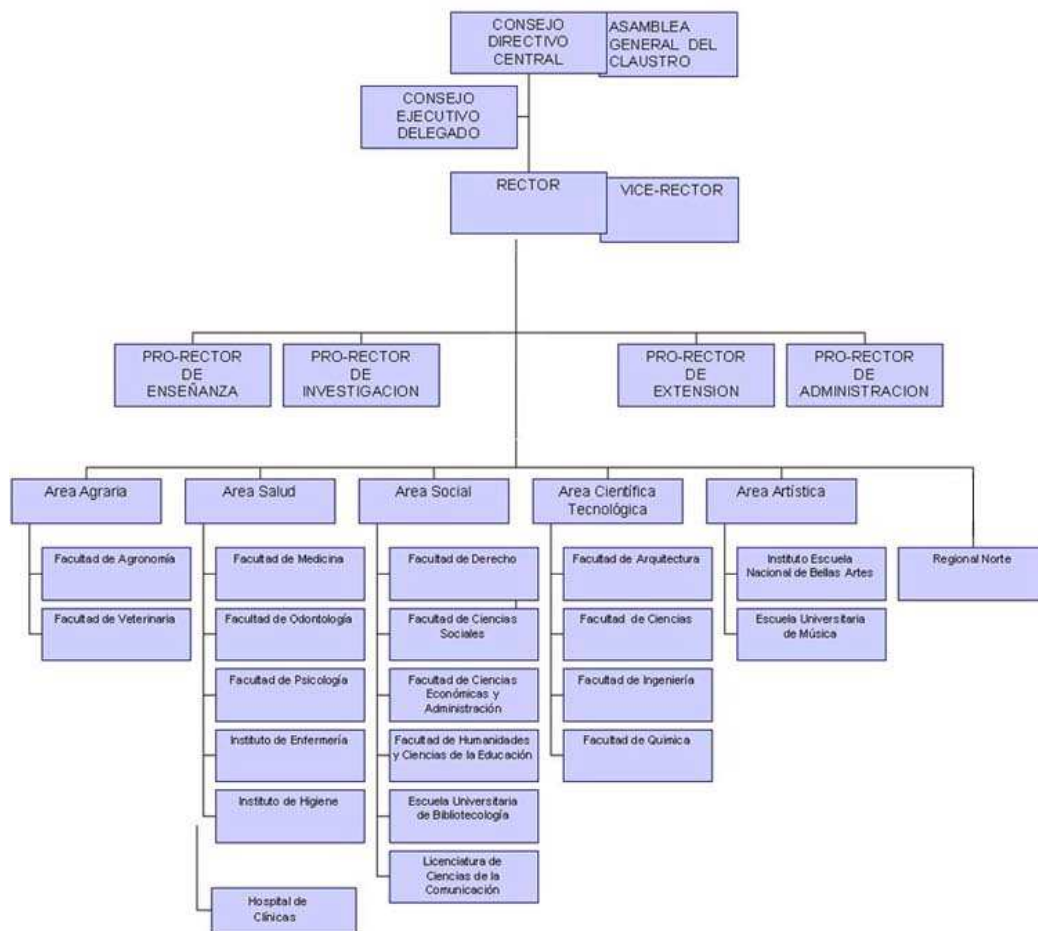 CONSEJO
DIRECTIVO
CENTRAL
ASAMBLEA
GENERAL DEL
CLAUSTRO
CONSEJO
EJECUTIVO
DELEGADO
RECTOR
VICE-RECTOR
PRO-RECTOR
DE
ENSEÑANZA
PRO-RECTOR
DE
INVESTIGACION
PRO-RECTOR
DE
EXTENSION
PRO-RECTOR
DE
ADMINISTRACION
Area Agraria
Area Salud
Area Social
Area Científica
Tecnológica
Area Artística
Facultad de Agronomía
Facultad de Veterinaria
Facultad de Medicina
Facultad de Odontología
Facultad de Psicología
Instituto de Enfermería
Instituto de Higiene
Hospital de
Clínicas
Facultad de Derecho
Facultad de Ciencias
Sociales
Facultad de Ciencias
Económicas y
Administración
Facultad de Humanidades
y Ciencias de la Educación
Escuela Universitaria
de Bibliotecología
Licenciatura de
Ciencias de la
Comunicación
Facultad de Arquitectura
Facultad de Ciencias
Facultad de Ingeniería
Facultad de Quimica
Instituto Escuela
Nacional de Bellas Artes
Escuela Universitaria
de Música
Regional Norte